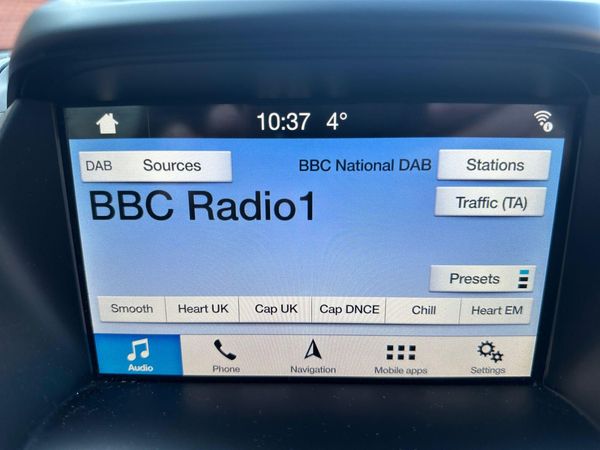 10:37 4°
DAB Sources BBC National DAB Stations
BBC Radio1 Traffic (TA)
Presets
Smooth Heart UK Cap UK Cap DNCE Chill Heart EM
Audio Phone Navigation Mobile apps Settings